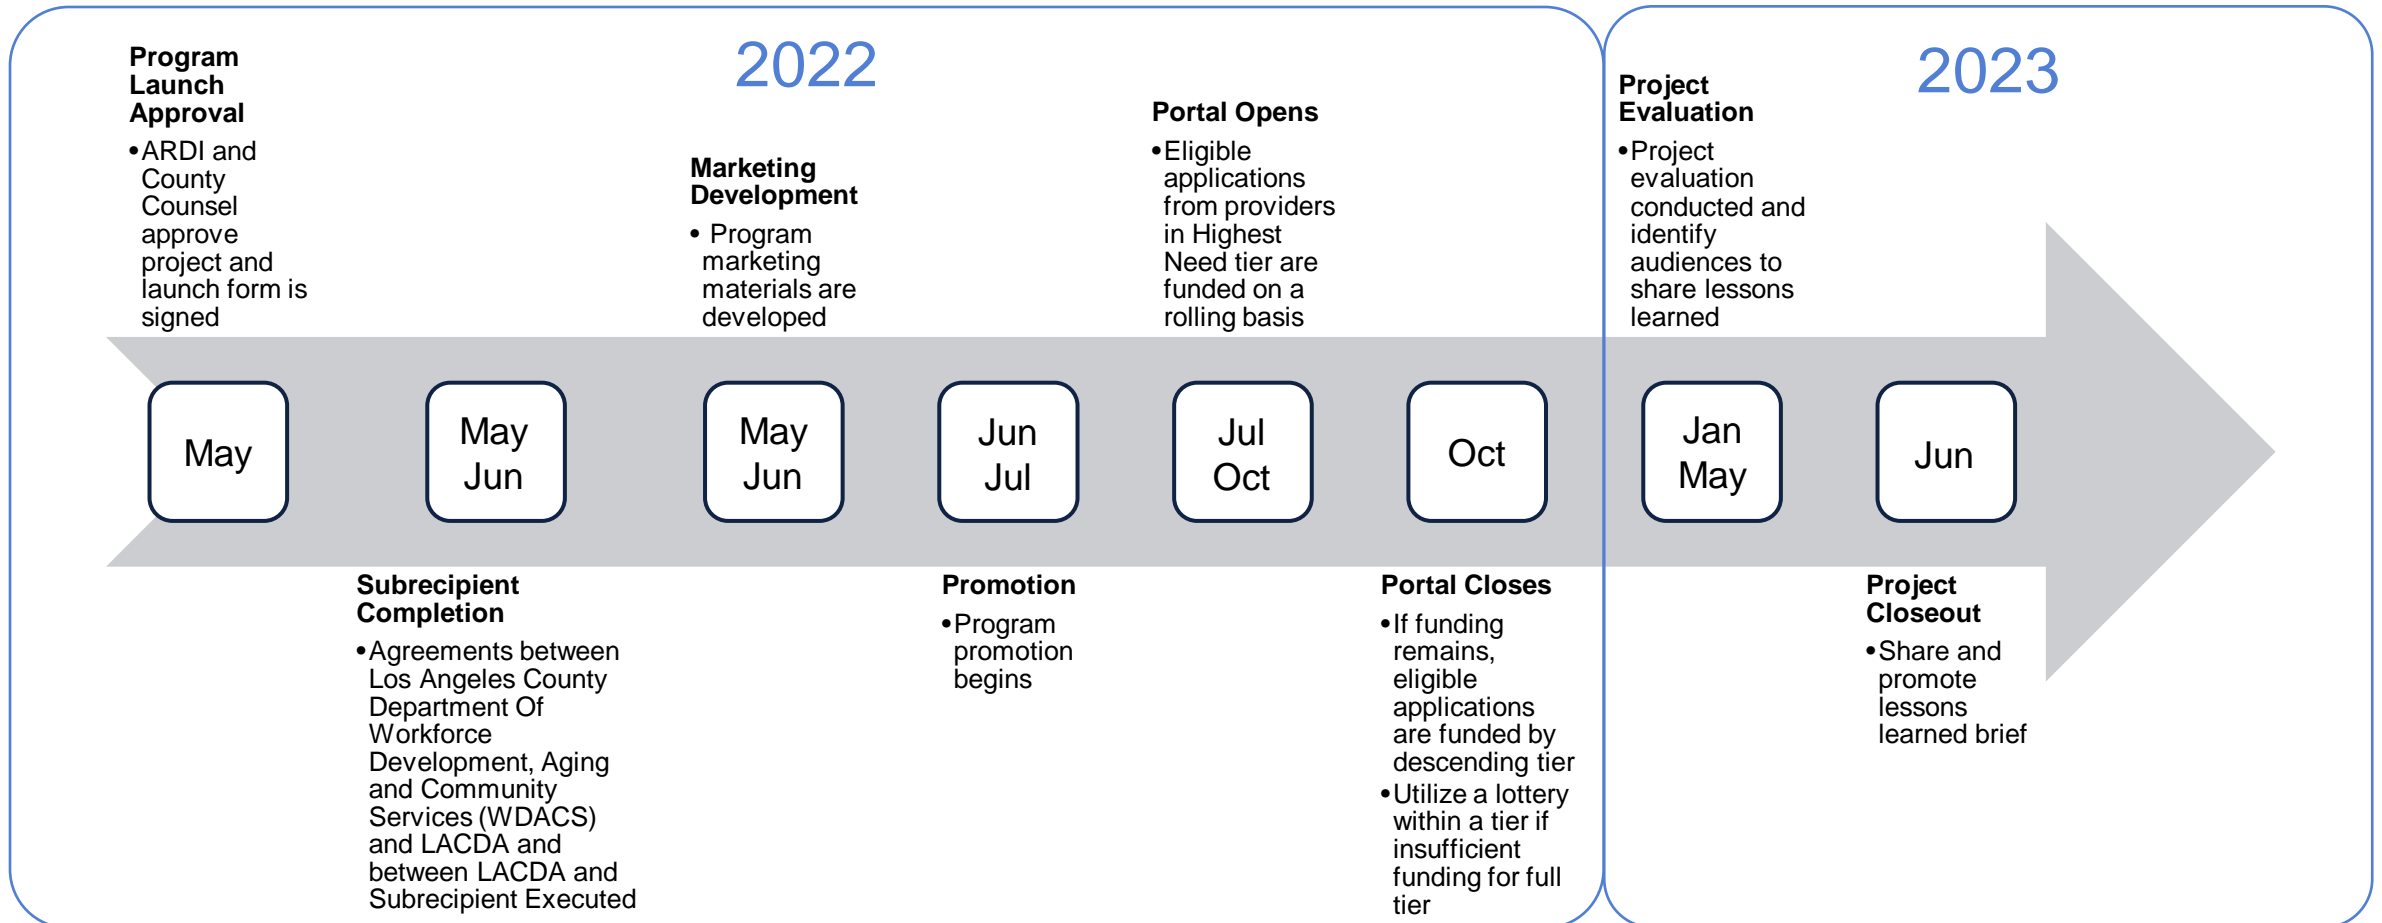 2022
Program
Launch
Approval
•ARDI and
County
Counsel
approve
project and
launch form is
signed
May
Subrecipient
Completion
•Agreements between
Los Angeles County
Department Of
Workforce
Development, Aging
and Community
Services (WDACS)
and LACDA and
between LACDA and
Subrecipient Executed
May
Jun
Marketing
Development
• Program
marketing
materials are
developed
May
Jun
Promotion
•Program
promotion
begins
Jun
Jul
Portal Opens
•Eligible
applications
from providers
in Highest
Need tier are
funded on a
rolling basis
Jul
Oct
Portal Closes
•If funding
remains,
eligible
applications
are funded by
descending tier
•Utilize a lottery
within a tier if
insufficient
funding for full
tier
Oct
2023
Project
Evaluation
•Project
evaluation
conducted and
identify
audiences to
share lessons
learned
Jan
May
Project
Closeout
•Share and
promote
lessons
learned brief
Jun